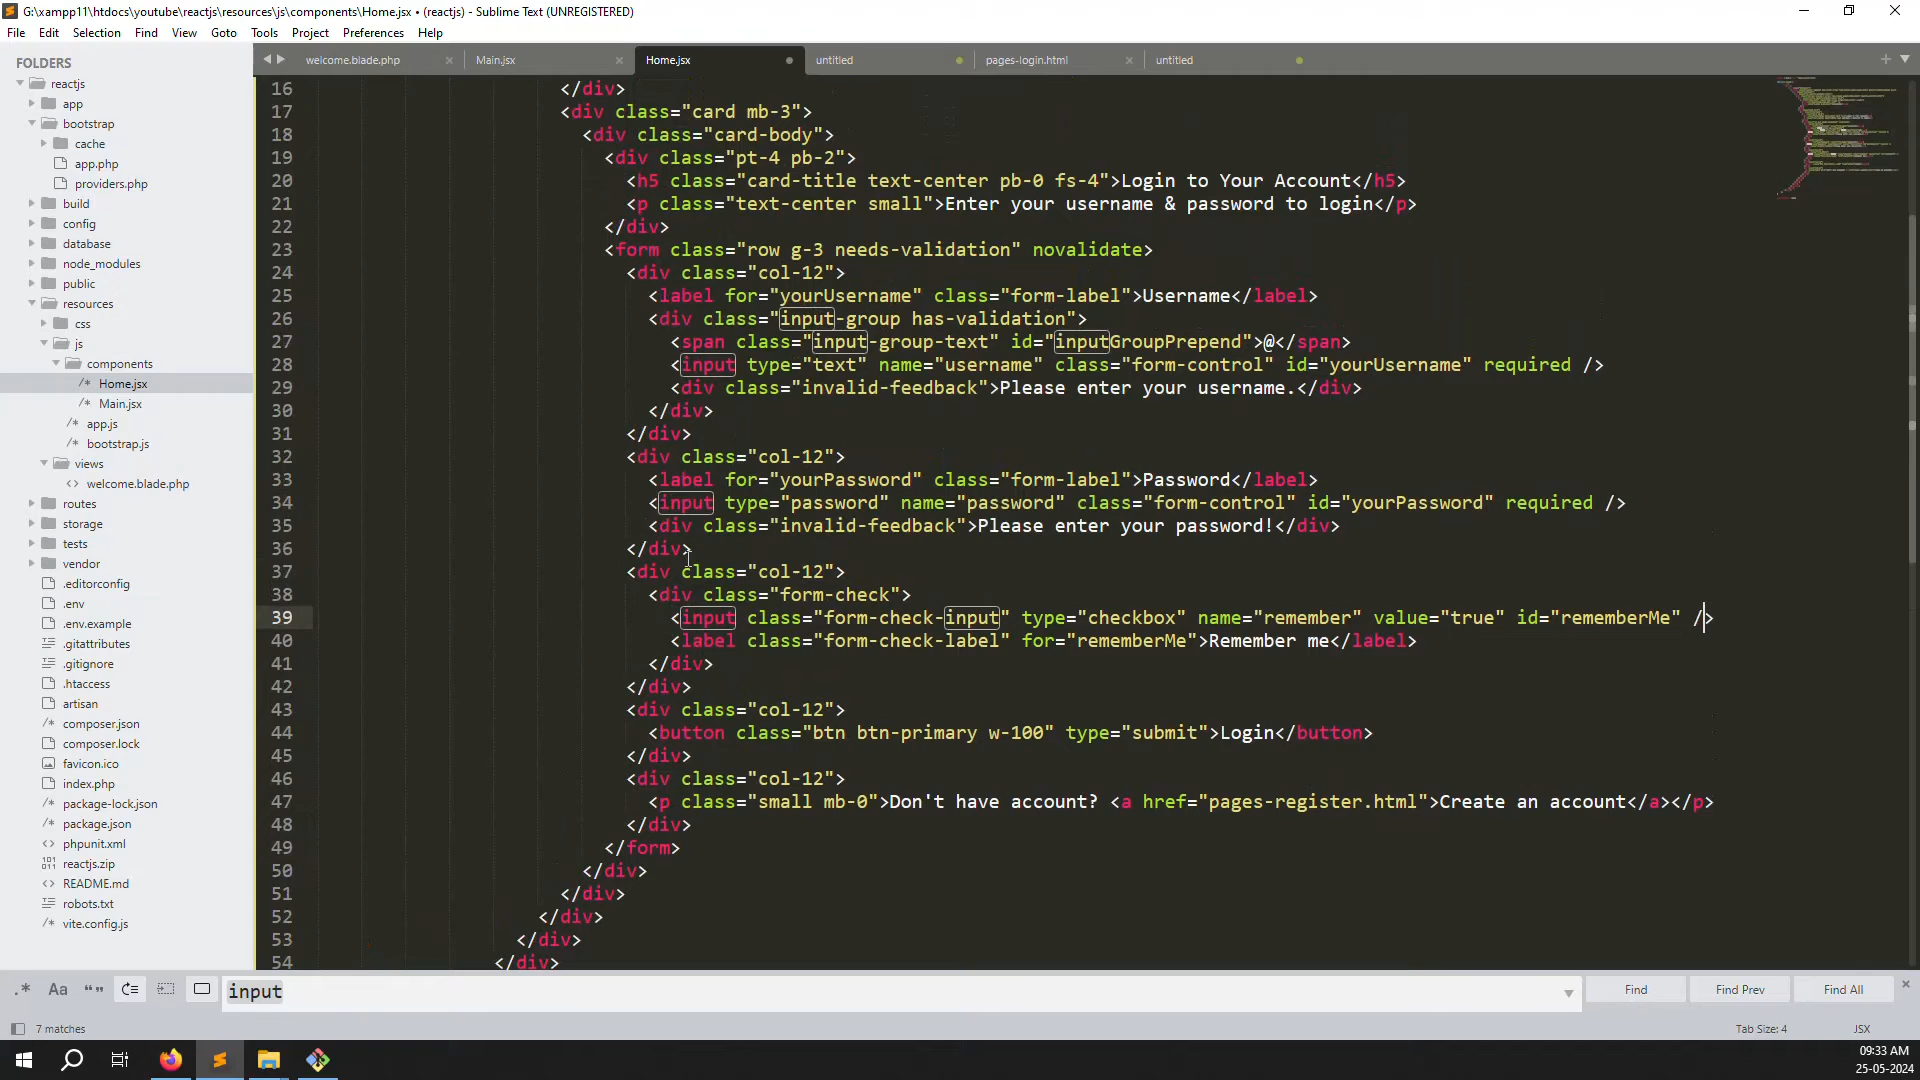 G:\xampp11\htdocs\youtube\reactjs\resources\js\components\Home.jsx • (reactjs) - Sublime Text (UNREGISTERED)
File Edit Selection Find View Goto Tools Project Preferences Help
FOLDERS
reactjs
app
bootstrap
cache
app.php
providers.php
build
config
database
node_modules
public
resources
css
js
components
/* Home.jsx
/* Main.jsx
/* app.js
/* bootstrap.js
views
<> welcome.blade.php
routes
storage
tests
vendor
.editorconfig
.env
.env.example
.gitattributes
.gitignore
.htaccess
artisan
/* composer.json
composer.lock
favicon.ico
index.php
/* package-lock.json
/* package.json
<> phpunit.xml
reactjs.zip
<> README.md
robots.txt
/* vite.config.js
welcome.blade.php × Main.jsx × Home.jsx • untitled • pages-login.html × untitled •
16 </div>
17 <div class="card mb-3">
18 <div class="card-body">
19 <div class="pt-4 pb-2">
20 <h5 class="card-title text-center pb-0 fs-4">Login to Your Account</h5>
21 <p class="text-center small">Enter your username & password to login</p>
22 </div>
23 <form class="row g-3 needs-validation" novalidate>
24 <div class="col-12">
25 <label for="yourUsername" class="form-label">Username</label>
26 <div class="input-group has-validation">
27 <span class="input-group-text" id="inputGroupPrepend">@</span>
28 <input type="text" name="username" class="form-control" id="yourUsername" required />
29 <div class="invalid-feedback">Please enter your username.</div>
30 </div>
31 </div>
32 <div class="col-12">
33 <label for="yourPassword" class="form-label">Password</label>
34 <input type="password" name="password" class="form-control" id="yourPassword" required />
35 <div class="invalid-feedback">Please enter your password!</div>
36 </div>
37 <div class="col-12">
38 <div class="form-check">
39 <input class="form-check-input" type="checkbox" name="remember" value="true" id="rememberMe" />
40 <label class="form-check-label" for="rememberMe">Remember me</label>
41 </div>
42 </div>
43 <div class="col-12">
44 <button class="btn btn-primary w-100" type="submit">Login</button>
45 </div>
46 <div class="col-12">
47 <p class="small mb-0">Don't have account? <a href="pages-register.html">Create an account</a></p>
48 </div>
49 </form>
50 </div>
51 </div>
52 </div>
53 </div>
54 </div>
.* Aa “” input Find Find Prev Find All ×
7 matches Tab Size: 4 JSX
09:33 AM
25-05-2024